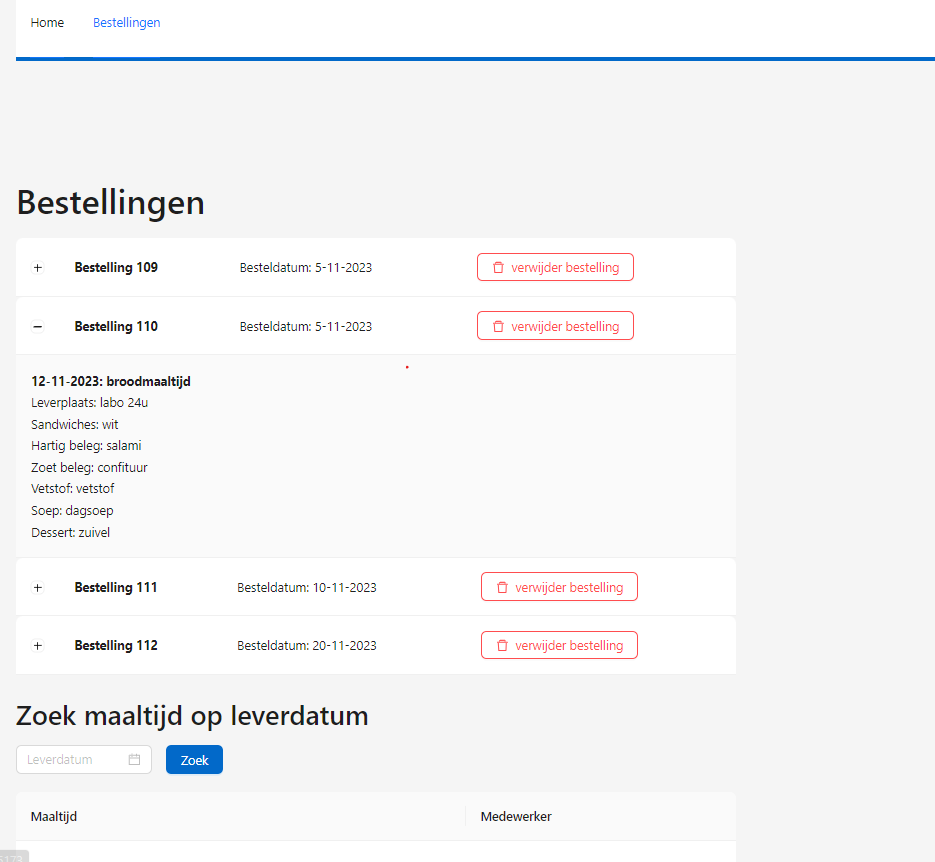 Home Bestellingen
Bestellingen
+ Bestelling 109 Besteldatum: 5-11-2023 verwijder bestelling
− Bestelling 110 Besteldatum: 5-11-2023 verwijder bestelling
12-11-2023: broodmaaltijd
Leverplaats: labo 24u
Sandwiches: wit
Hartig beleg: salami
Zoet beleg: confituur
Vetstof: vetstof
Soep: dagsoep
Dessert: zuivel
+ Bestelling 111 Besteldatum: 10-11-2023 verwijder bestelling
+ Bestelling 112 Besteldatum: 20-11-2023 verwijder bestelling
Zoek maaltijd op leverdatum
Leverdatum Zoek
Maaltijd Medewerker